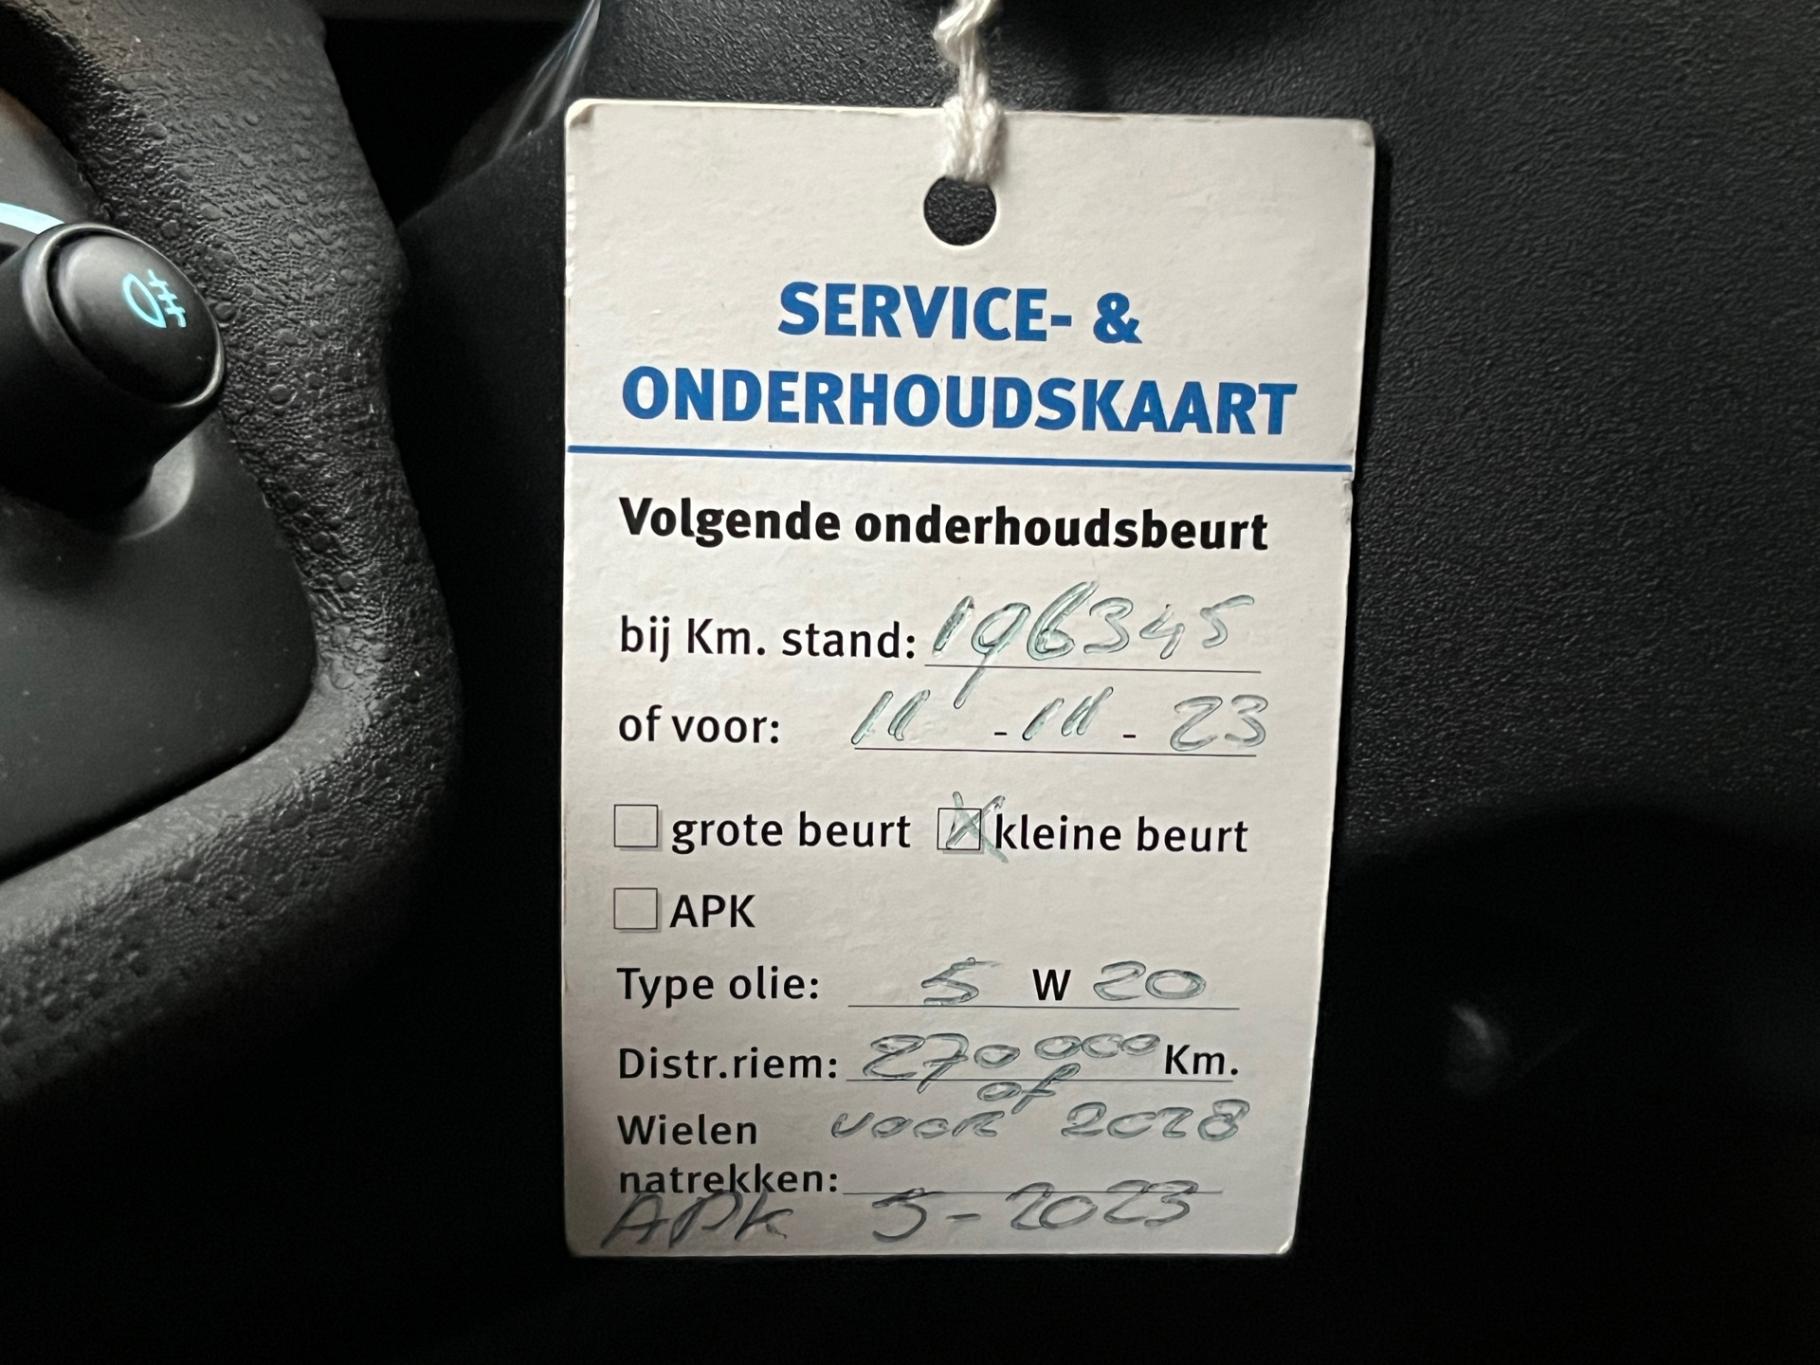 SERVICE- &
ONDERHOUDSKAART
Volgende onderhoudsbeurt
bij Km. stand: 196345
of voor: 11 - 11 - 23
grote beurt kleine beurt
APK
Type olie: 5 W 20
Distr.riem: 270 000 Km.
of
Wielen voor 2028
natrekken:
APK 5-2023